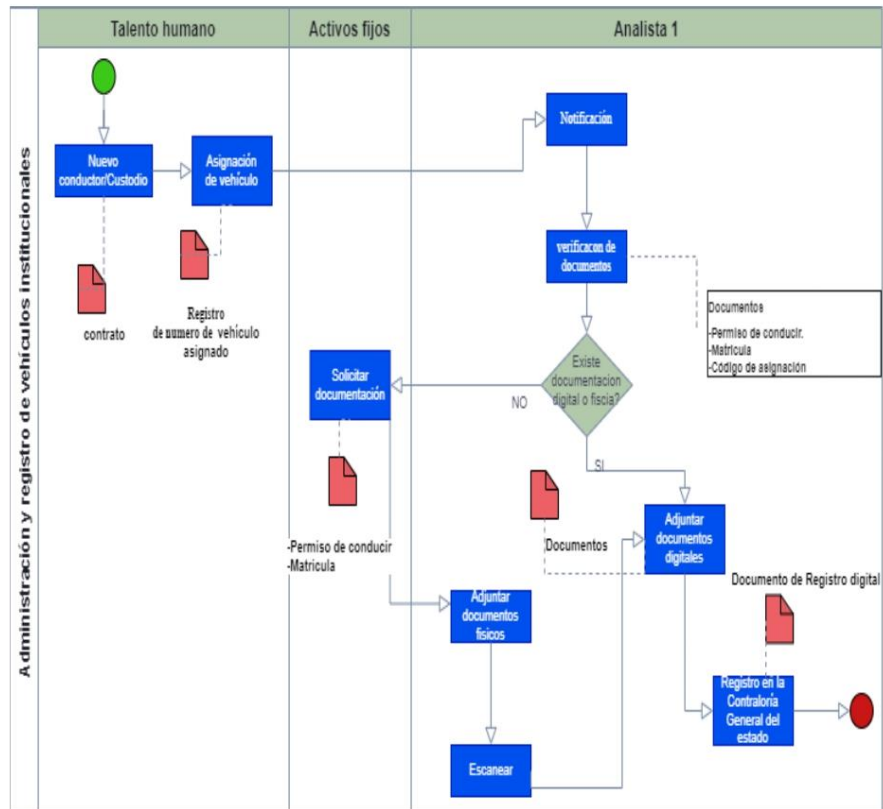 Administración y registro de vehículos institucionales
Talento humano
Activos fijos
Analista 1
Nuevo
conductor/Custodio
Asignación
de vehículo
Notificación
contrato
Registro
de numero de vehículo
asignado
verificacon de
documentos
Documentos
-Permiso de conducir.
-Matricula
-Código de asignación
Existe
documentacion
digital o fiscia?
NO
SI
Solicitar
documentación
-Permiso de conducir
-Matricula
Documentos
Adjuntar
documentos
digitales
Adjuntar
documentos
fisicos
Escanear
Documento de Registro digital
Registro en la
Contraloría
General del
estado